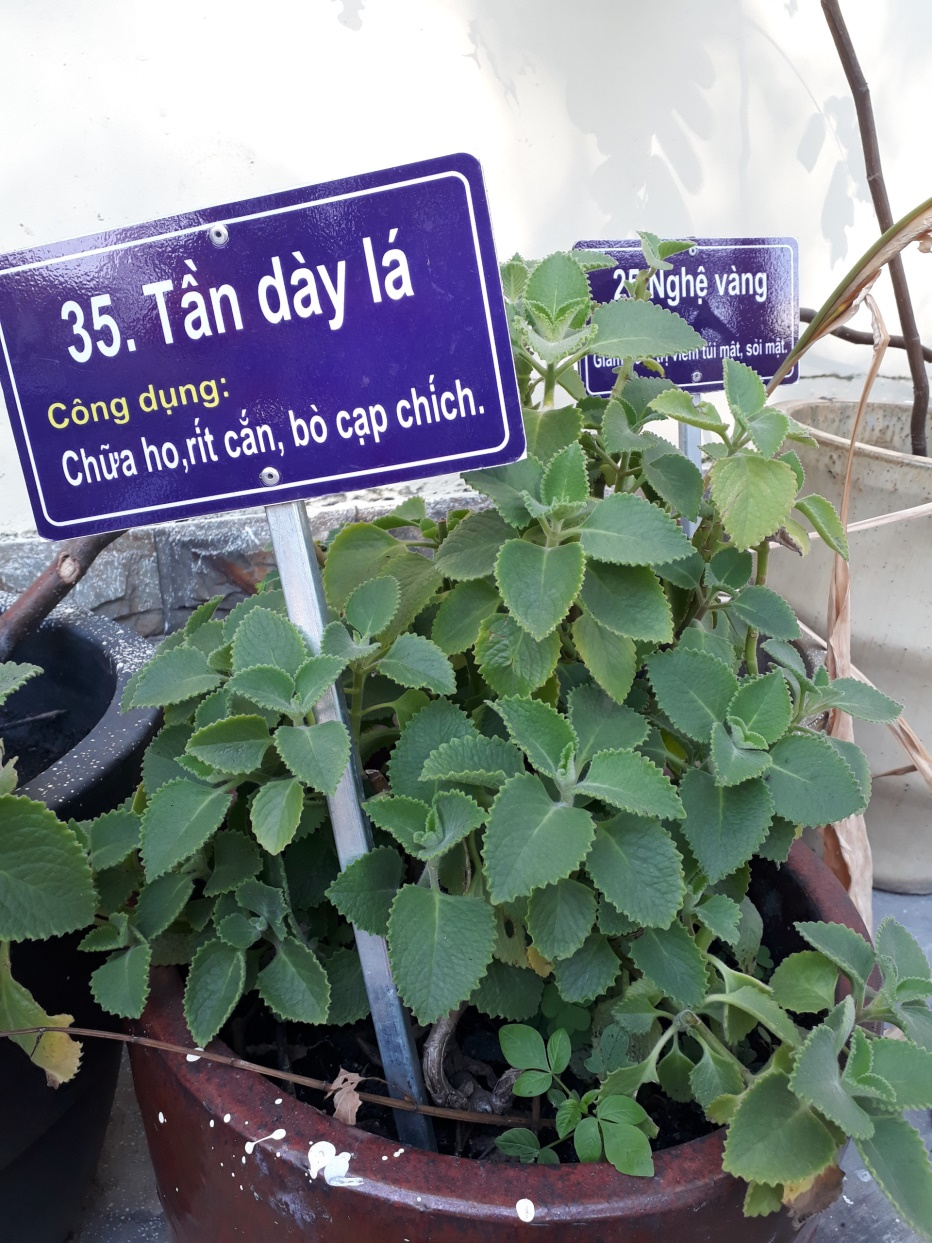 35. Tần dày lá
Công dụng:
Chữa ho,rít cắn, bò cạp chích.
Nghệ vàng
viêm túi mật, sỏi mật.